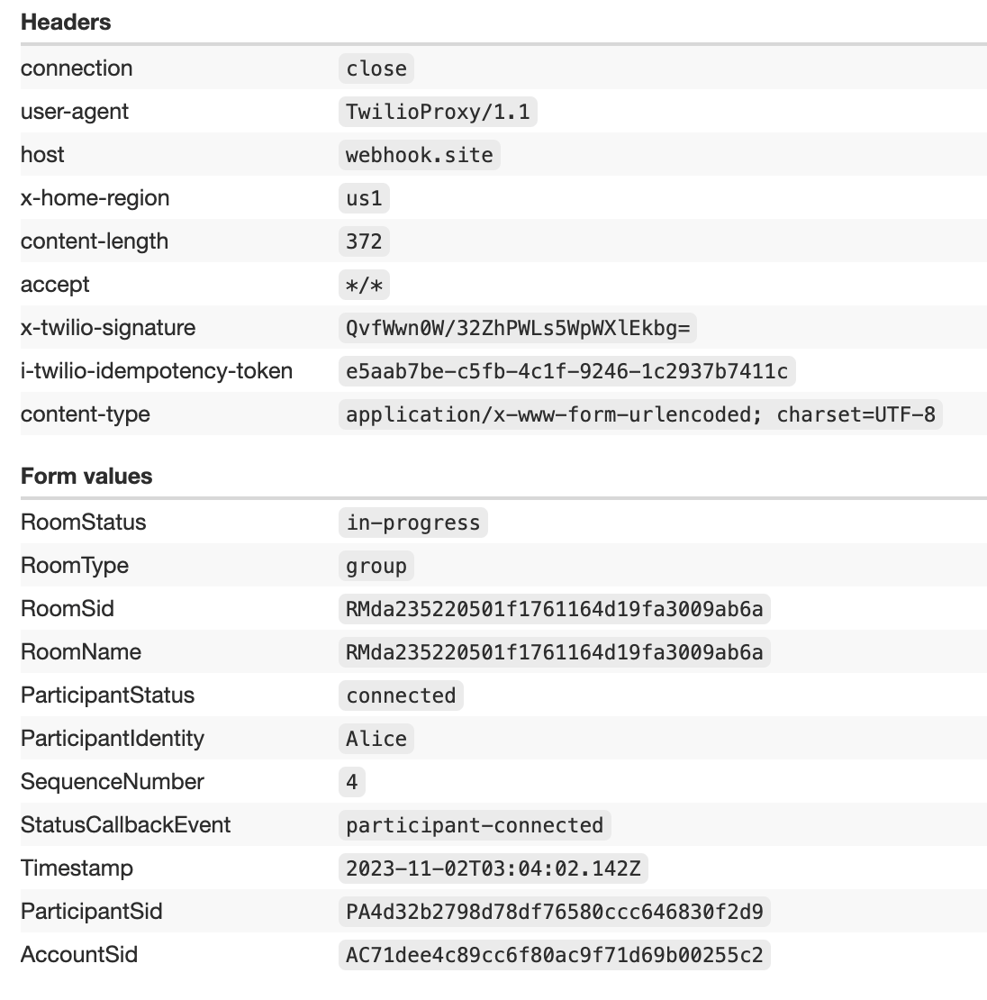 Headers
connection close
user-agent TwilioProxy/1.1
host webhook.site
x-home-region us1
content-length 372
accept */*
x-twilio-signature QvfWwn0W/32ZhPWLs5WpWXlEkbg=
i-twilio-idempotency-token e5aab7be-c5fb-4c1f-9246-1c2937b7411c
content-type application/x-www-form-urlencoded; charset=UTF-8
Form values
RoomStatus in-progress
RoomType group
RoomSid RMda235220501f1761164d19fa3009ab6a
RoomName RMda235220501f1761164d19fa3009ab6a
ParticipantStatus connected
ParticipantIdentity Alice
SequenceNumber 4
StatusCallbackEvent participant-connected
Timestamp 2023-11-02T03:04:02.142Z
ParticipantSid PA4d32b2798d78df76580ccc646830f2d9
AccountSid AC71dee4c89cc6f80ac9f71d69b00255c2